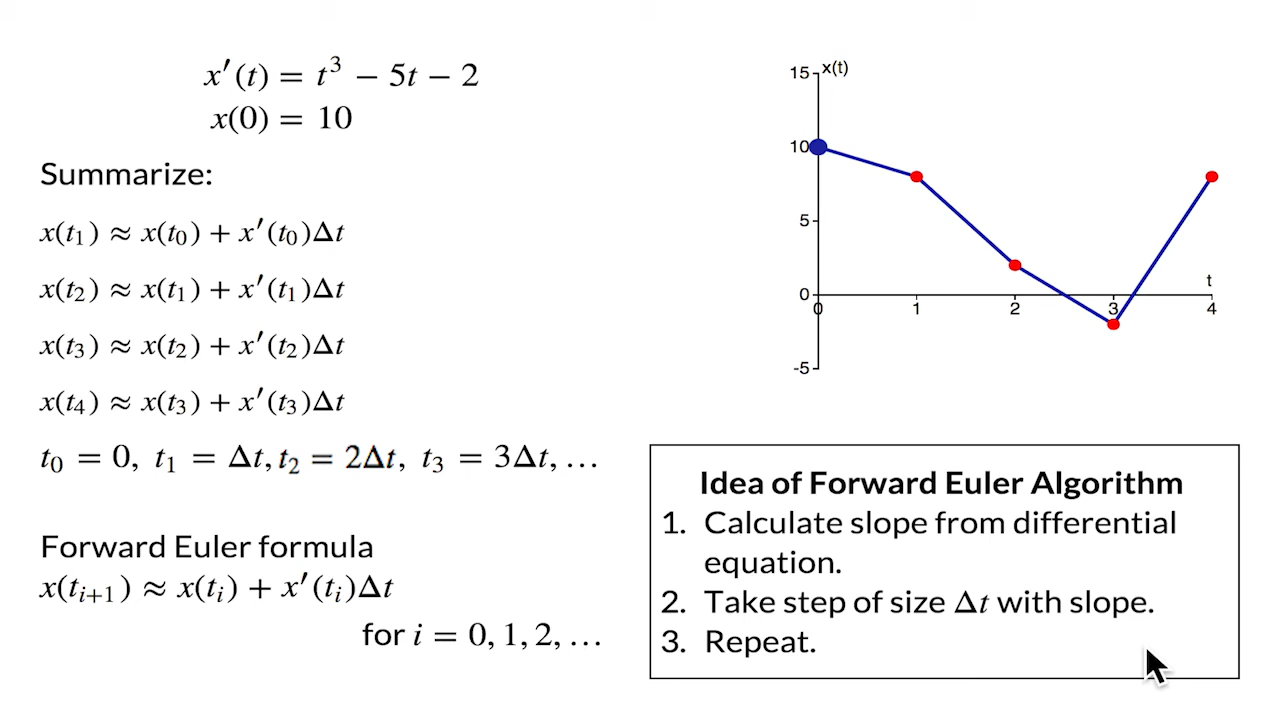 x′(t) = t³ − 5t − 2
x(0) = 10
Summarize:
x(t₁) ≈ x(t₀) + x′(t₀)Δt
x(t₂) ≈ x(t₁) + x′(t₁)Δt
x(t₃) ≈ x(t₂) + x′(t₂)Δt
x(t₄) ≈ x(t₃) + x′(t₃)Δt
t₀ = 0, t₁ = Δt, t₂ = 2Δt, t₃ = 3Δt, …
Forward Euler formula
x(tᵢ₊₁) ≈ x(tᵢ) + x′(tᵢ)Δt
for i = 0, 1, 2, …
15 x(t)
10
5
t
0
0 1 2 3 4
-5
Idea of Forward Euler Algorithm
1. Calculate slope from differential
equation.
2. Take step of size Δt with slope.
3. Repeat.